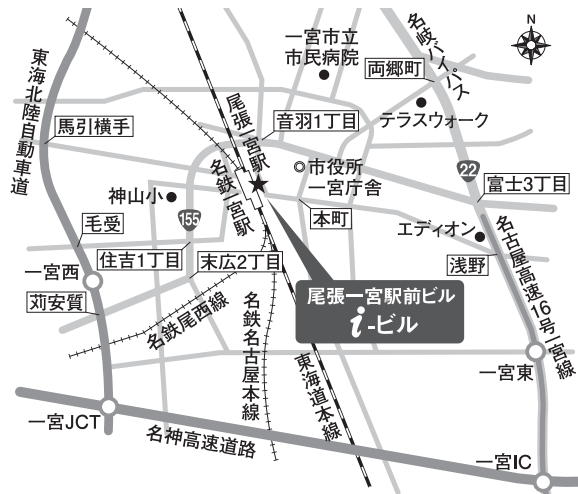 N
一宮市立
市民病院
名岐バイパス
両郷町
テラスウォーク
東海北陸自動車道
馬引横手
尾張一宮駅
名鉄一宮駅
音羽1丁目
市役所
一宮庁舎
22
富士3丁目
神山小
155
本町
エディオン
毛受
住吉1丁目
末広2丁目
浅野
名古屋高速16号一宮線
一宮西
苅安賀
尾張一宮駅前ビル
i-ビル
名鉄尾西線
名鉄名古屋本線
東海道本線
一宮東
一宮JCT
名神高速道路
一宮IC